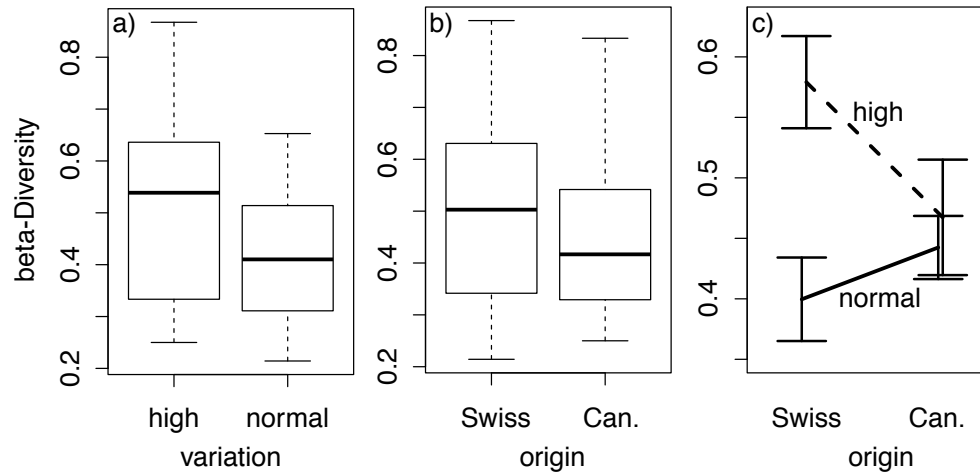 a)
beta-Diversity
0.8
0.6
0.4
0.2
high normal
variation
b)
0.8
0.6
0.4
0.2
Swiss Can.
origin
c)
0.6
0.5
0.4
high
normal
Swiss Can.
origin